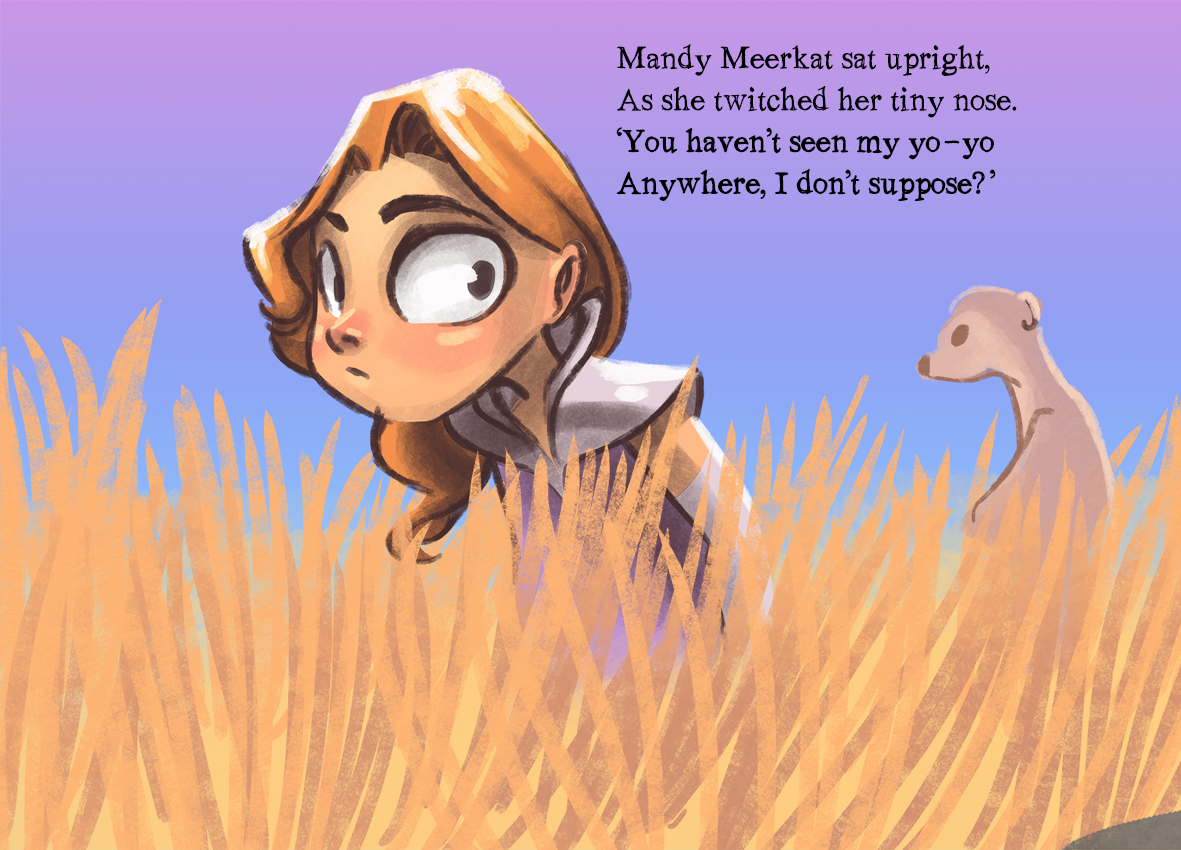 Mandy Meerkat sat upright,
As she twitched her tiny nose.
‘You haven’t seen my yo-yo
Anywhere, I don’t suppose?’